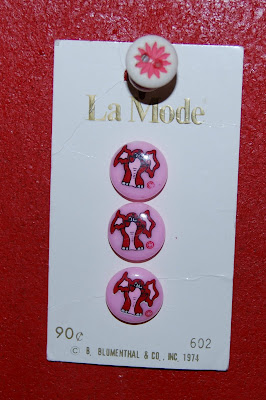 La Mode
90¢ 602
© B. BLUMENTHAL & CO., INC 1974